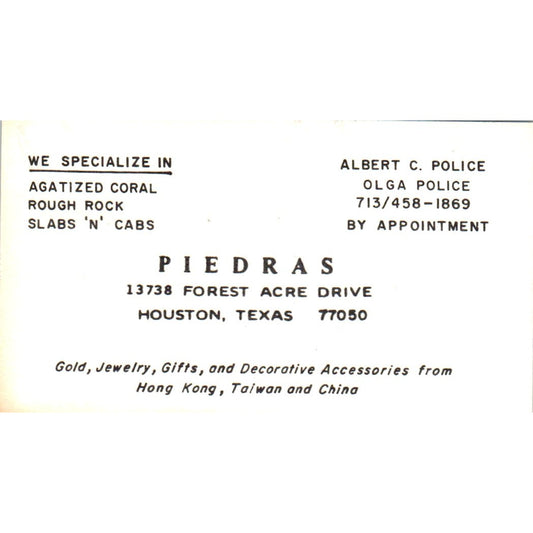 WE SPECIALIZE IN
AGATIZED CORAL
ROUGH ROCK
SLABS 'N' CABS
ALBERT C. POLICE
OLGA POLICE
713/458-1869
BY APPOINTMENT
PIEDRAS
13738 FOREST ACRE DRIVE
HOUSTON, TEXAS 77050
Gold, Jewelry, Gifts, and Decorative Accessories from
Hong Kong, Taiwan and China